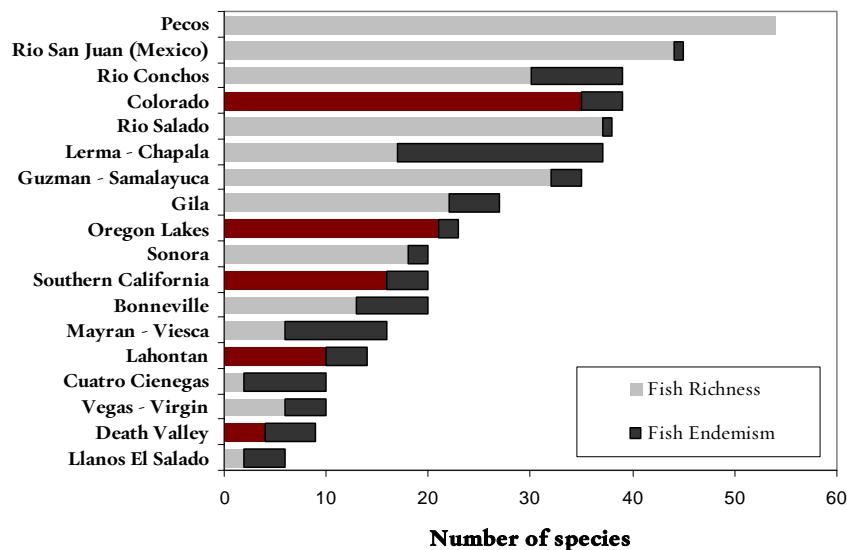 Pecos
Rio San Juan (Mexico)
Rio Conchos
Colorado
Rio Salado
Lerma - Chapala
Guzman - Samalayuca
Gila
Oregon Lakes
Sonora
Southern California
Bonneville
Mayran - Viesca
Lahontan
Cuatro Cienegas
Vegas - Virgin
Death Valley
Llanos El Salado
Fish Richness
Fish Endemism
0 10 20 30 40 50 60
Number of species